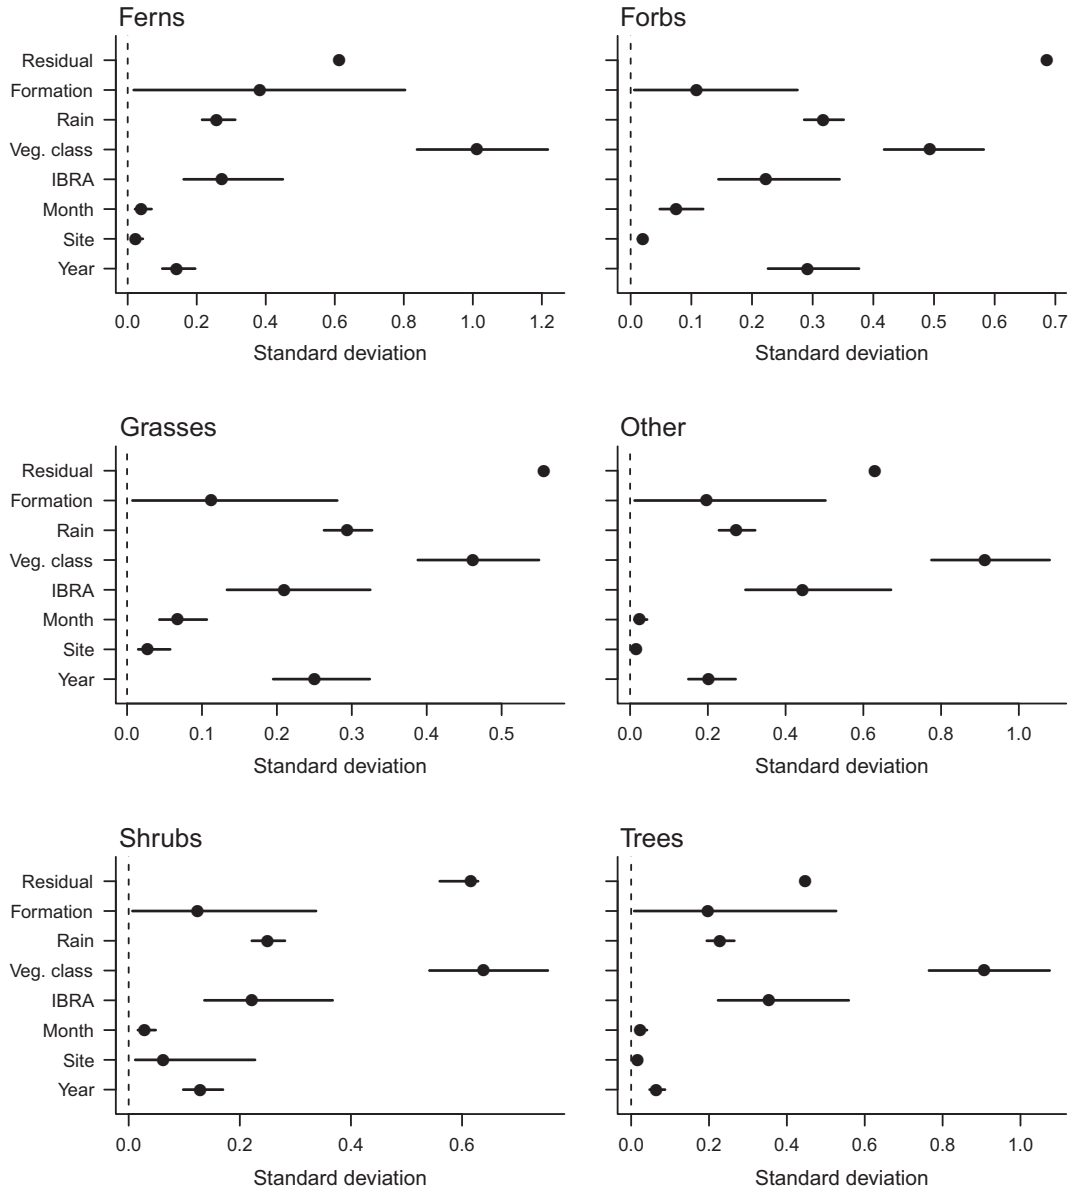 Ferns
Residual
Formation
Rain
Veg. class
IBRA
Month
Site
Year
0.0 0.2 0.4 0.6 0.8 1.0 1.2
Standard deviation
Forbs
0.0 0.1 0.2 0.3 0.4 0.5 0.6 0.7
Standard deviation
Grasses
Residual
Formation
Rain
Veg. class
IBRA
Month
Site
Year
0.0 0.1 0.2 0.3 0.4 0.5
Standard deviation
Other
0.0 0.2 0.4 0.6 0.8 1.0
Standard deviation
Shrubs
Residual
Formation
Rain
Veg. class
IBRA
Month
Site
Year
0.0 0.2 0.4 0.6
Standard deviation
Trees
0.0 0.2 0.4 0.6 0.8 1.0
Standard deviation